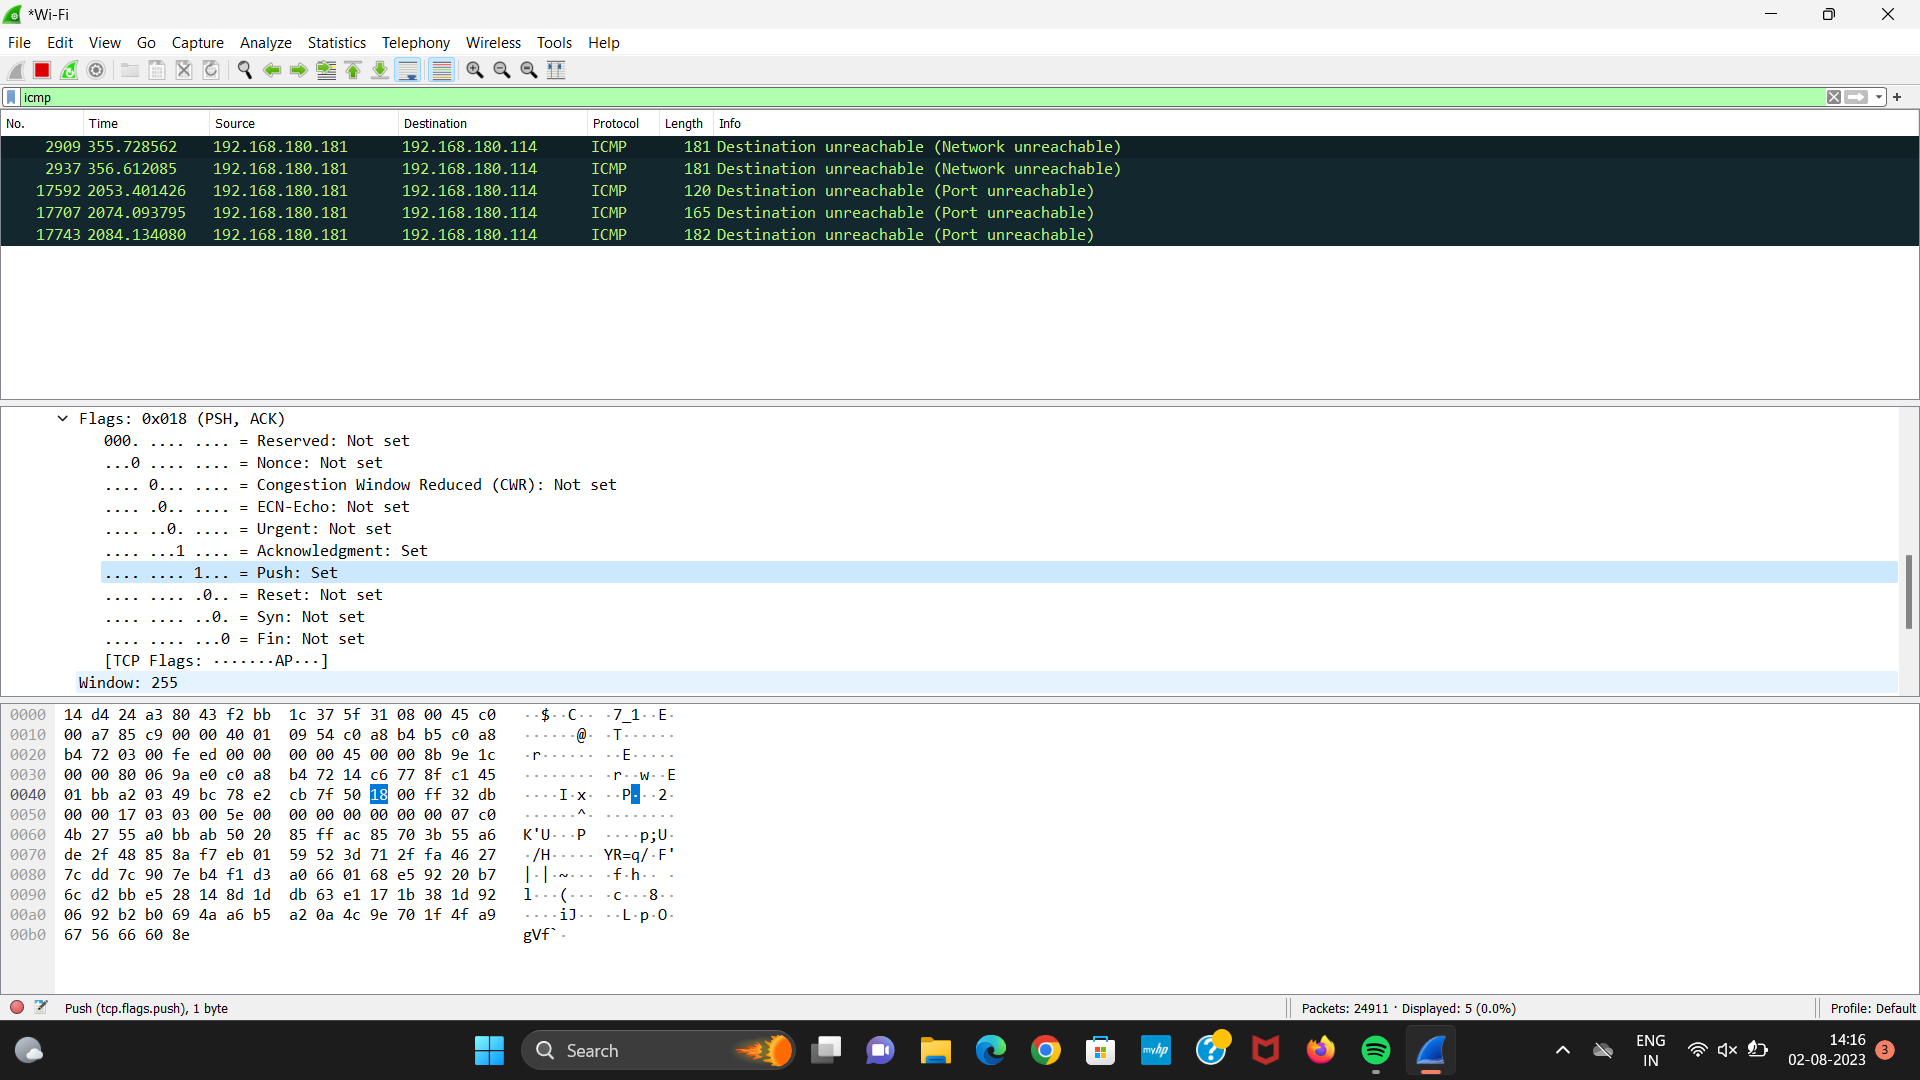 *Wi-Fi
File Edit View Go Capture Analyze Statistics Telephony Wireless Tools Help
icmp
No. Time Source Destination Protocol Length Info
2909 355.728562 192.168.180.181 192.168.180.114 ICMP 181 Destination unreachable (Network unreachable)
2937 356.612085 192.168.180.181 192.168.180.114 ICMP 181 Destination unreachable (Network unreachable)
17592 2053.401426 192.168.180.181 192.168.180.114 ICMP 120 Destination unreachable (Port unreachable)
17707 2074.093795 192.168.180.181 192.168.180.114 ICMP 165 Destination unreachable (Port unreachable)
17743 2084.134080 192.168.180.181 192.168.180.114 ICMP 182 Destination unreachable (Port unreachable)
Flags: 0x018 (PSH, ACK)
000. .... .... = Reserved: Not set
...0 .... .... = Nonce: Not set
.... 0... .... = Congestion Window Reduced (CWR): Not set
.... .0.. .... = ECN-Echo: Not set
.... ..0. .... = Urgent: Not set
.... ...1 .... = Acknowledgment: Set
.... .... 1... = Push: Set
.... .... .0.. = Reset: Not set
.... .... ..0. = Syn: Not set
.... .... ...0 = Fin: Not set
[TCP Flags: ·······AP···]
Window: 255
0000 14 d4 24 a3 80 43 f2 bb 1c 37 5f 31 08 00 45 c0 ··$··C·· ·7_1··E·
0010 00 a7 85 c9 00 00 40 01 09 54 c0 a8 b4 b5 c0 a8 ······@· ·T······
0020 b4 72 03 00 fe ed 00 00 00 00 45 00 00 8b 9e 1c ·r······ ··E·····
0030 00 00 80 06 9a e0 c0 a8 b4 72 14 c6 77 8f c1 45 ········ ·r··w··E
0040 01 bb a2 03 49 bc 78 e2 cb 7f 50 18 00 ff 32 db ····I·x· ··P···2·
0050 00 00 17 03 03 00 5e 00 00 00 00 00 00 00 07 c0 ······^· ········
0060 4b 27 55 a0 bb ab 50 20 85 ff ac 85 70 3b 55 a6 K'U···P ····p;U·
0070 de 2f 48 85 8a f7 eb 01 59 52 3d 71 2f fa 46 27 ·/H····· YR=q/·F'
0080 7c dd 7c 90 7e b4 f1 d3 a0 66 01 68 e5 92 20 b7 |·|·~··· ·f·h·· ·
0090 6c d2 bb e5 28 14 8d 1d db 63 e1 17 1b 38 1d 92 l···(··· ·c···8··
00a0 06 92 b2 b0 69 4a a6 b5 a2 0a 4c 9e 70 1f 4f a9 ····iJ·· ··L·p·O·
00b0 67 56 66 60 8e gVf`·
Push (tcp.flags.push), 1 byte Packets: 24911 · Displayed: 5 (0.0%) Profile: Default
Search
myhp
ENG
IN
14:16
02-08-2023
3